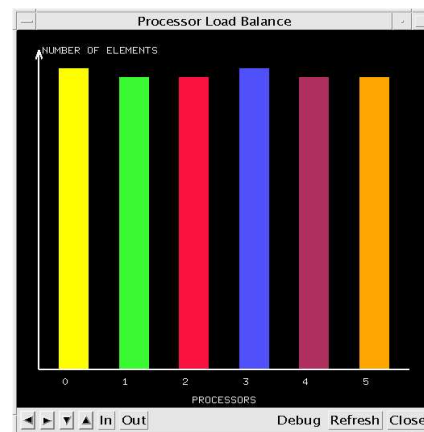 Processor Load Balance
NUMBER OF ELEMENTS
0 1 2 3 4 5
PROCESSORS
In Out Debug Refresh Close